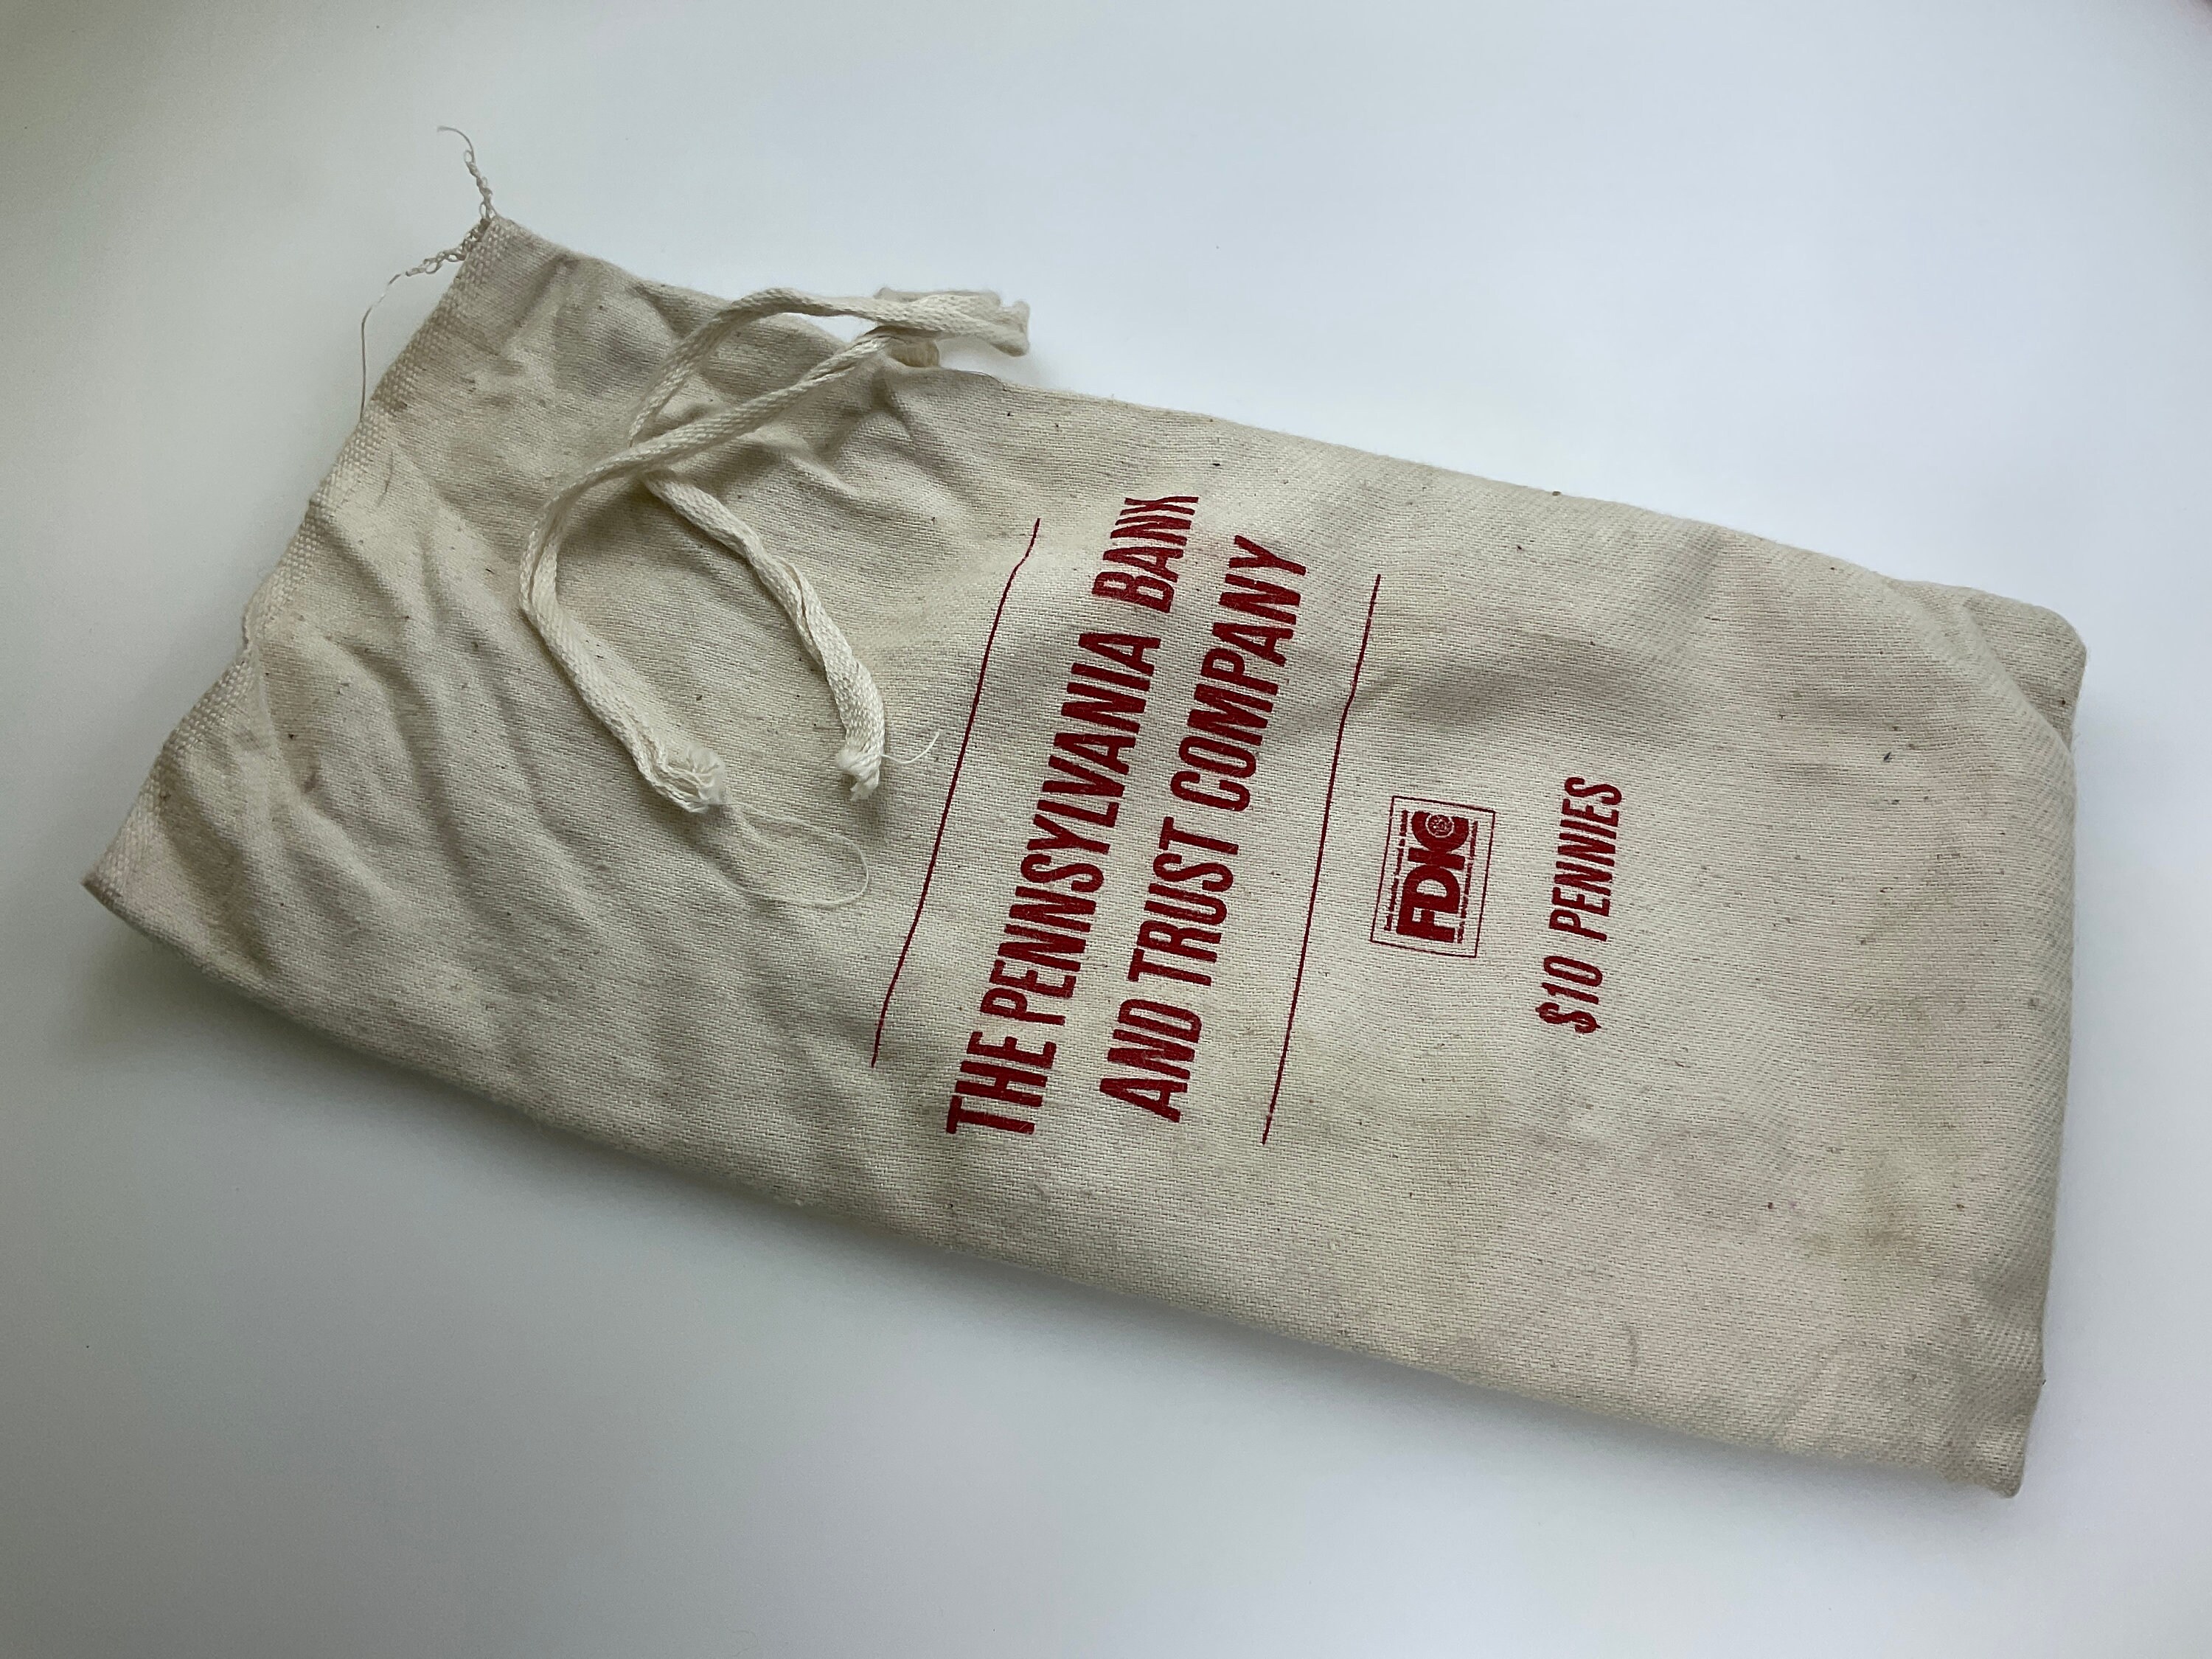 THE PENNSYLVANIA BANK
AND TRUST COMPANY
FDIC
$10 PENNIES